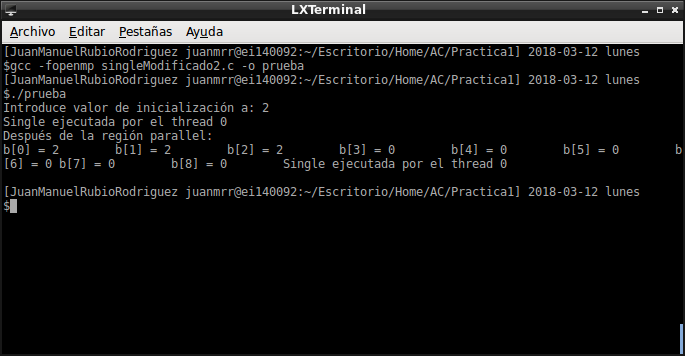 LXTerminal
Archivo Editar Pestañas Ayuda
[JuanManuelRubioRodriguez juanmrr@ei140092:~/Escritorio/Home/AC/Practica1] 2018-03-12 lunes
$gcc -fopenmp singleModificado2.c -o prueba
[JuanManuelRubioRodriguez juanmrr@ei140092:~/Escritorio/Home/AC/Practica1] 2018-03-12 lunes
$./prueba
Introduce valor de inicialización a: 2
Single ejecutada por el thread 0
Después de la región parallel:
b[0] = 2 b[1] = 2 b[2] = 2 b[3] = 0 b[4] = 0 b[5] = 0 b
[6] = 0 b[7] = 0 b[8] = 0 Single ejecutada por el thread 0
[JuanManuelRubioRodriguez juanmrr@ei140092:~/Escritorio/Home/AC/Practica1] 2018-03-12 lunes
$